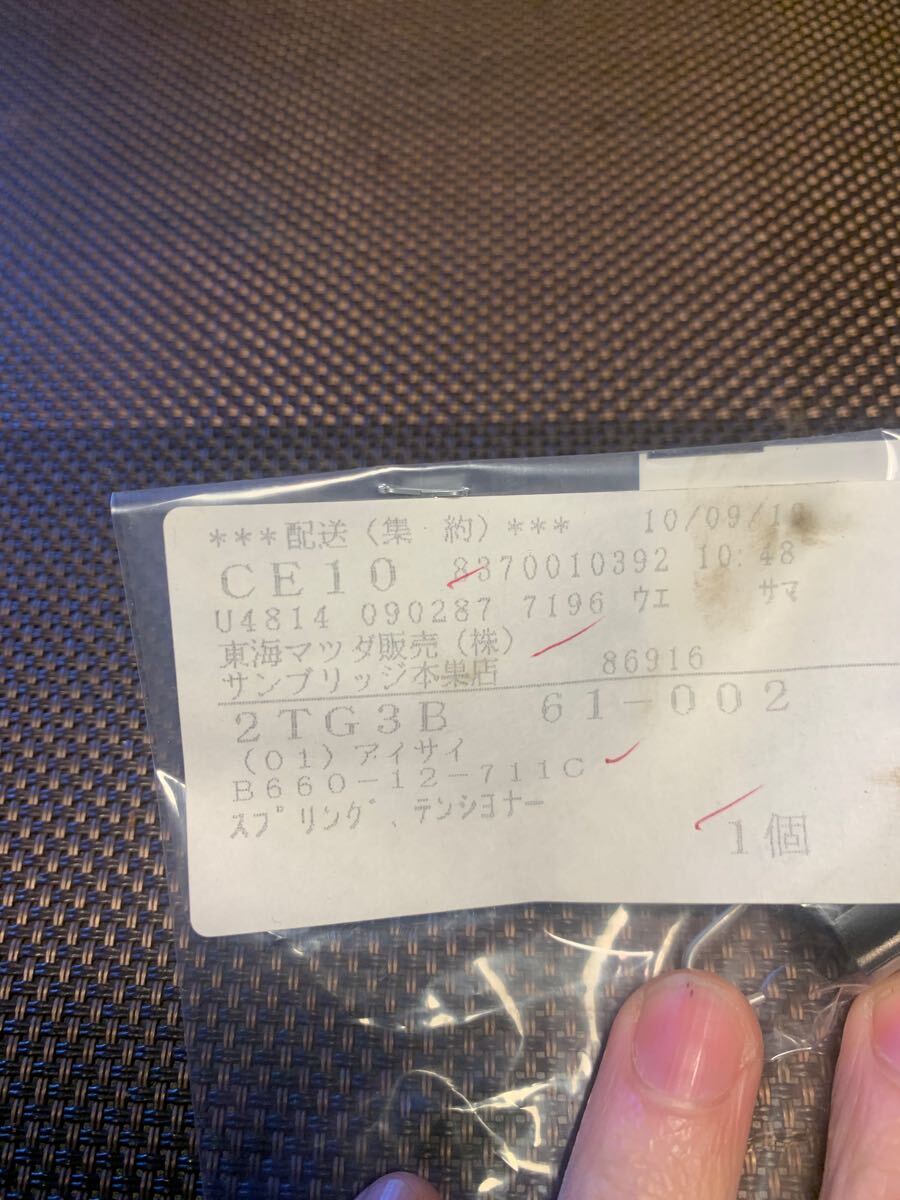 ***配送（集 約）*** 10/09/10
CE10 8370010392 10:48
U4814 090287 7196 ｳｴ ｻﾏ
東海マツダ販売（株）
サンブリッジ本巣店 86916
2TG3B 61-002
(01) アイサイ
B660-12-711C
ｽﾌﾟﾘﾝｸﾞ、ﾃﾝｼﾖﾅｰ
1個